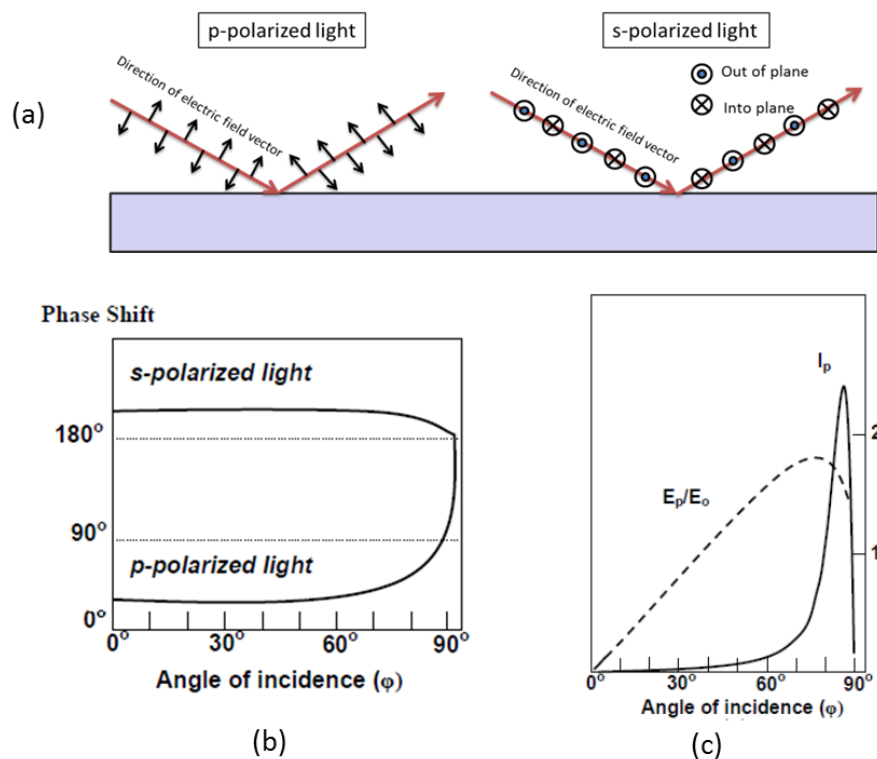 p-polarized light
s-polarized light
(a)
Direction of electric field vector
Direction of electric field vector
Out of plane
Into plane
Phase Shift
s-polarized light
180°
90°
p-polarized light
0°
0° 30° 60° 90°
Angle of incidence (φ)
(b)
Ip
2
Ep/Eo
1
0° 30° 60° 90°
Angle of incidence (φ)
(c)